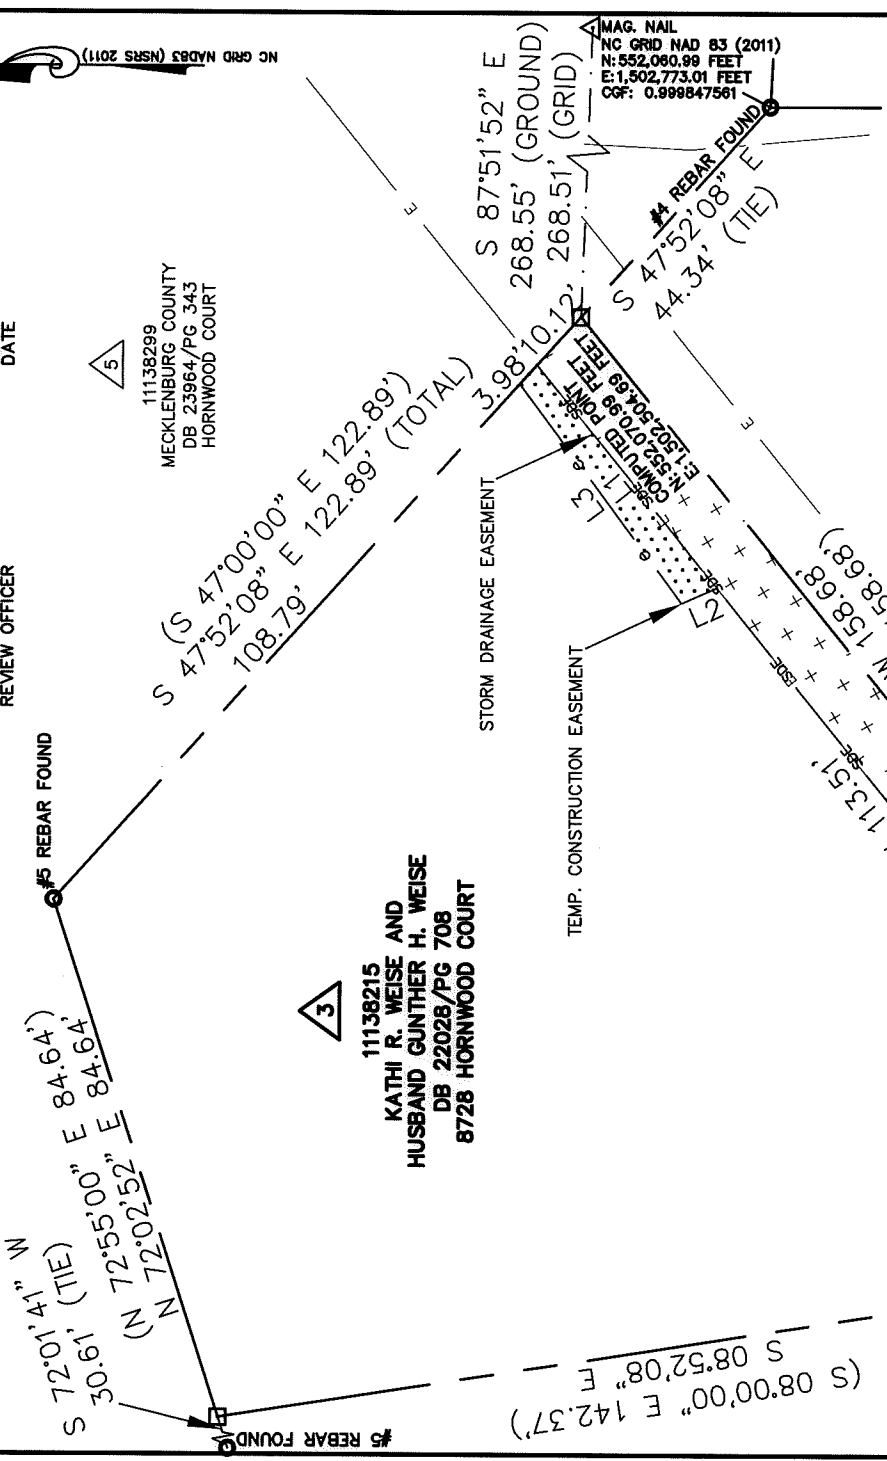 NC GRID NAD83 (NSRS 2011)
DATE
REVIEW OFFICER
MAG. NAIL
NC GRID NAD 83 (2011)
N:552,060.99 FEET
E:1,502,773.01 FEET
CGF: 0.999847561
S 87°51'52" E
268.55' (GROUND)
268.51' (GRID)
#4 REBAR FOUND
S 47°52'08" E
44.34' (TIE)
E
E
5
11138299
MECKLENBURG COUNTY
DB 23964/PG 343
HORNWOOD COURT
(S 47°00'00" E 122.89')
S 47°52'08" E 122.89' (TOTAL)
108.79'
3.98'
10.12'
COMPUTED POINT
N:552,070.99 FEET
E:1,502,504.69 FEET
SDE
SDE
SDE
SDE
SDE
L1
L2
L3
STORM DRAINAGE EASEMENT
TEMP. CONSTRUCTION EASEMENT
W 158.68'
58.68')
113.51'
#5 REBAR FOUND
3
11138215
KATHI R. WEISE AND
HUSBAND GUNTHER H. WEISE
DB 22028/PG 708
8728 HORNWOOD COURT
S 72°01'41" W
30.61' (TIE)
(N 72°55'00" E 84.64')
N 72°02'52" E 84.64'
#5 REBAR FOUND
S 08°52'08" E
(S 08°00'00" E 142.37')